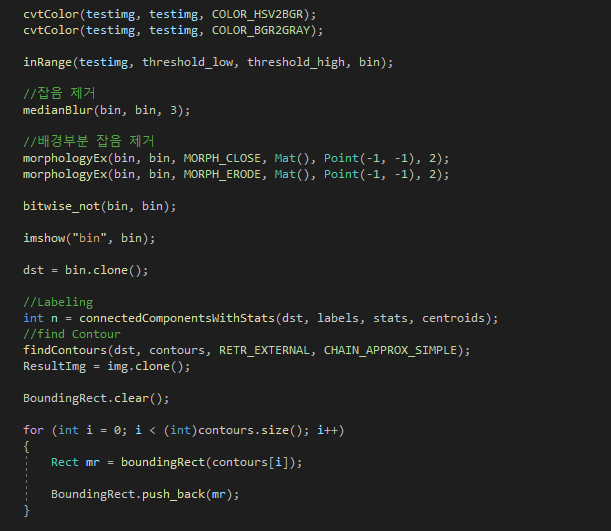 cvtColor(testimg, testimg, COLOR_HSV2BGR);
cvtColor(testimg, testimg, COLOR_BGR2GRAY);
inRange(testimg, threshold_low, threshold_high, bin);
//잡음 제거
medianBlur(bin, bin, 3);
//배경부분 잡음 제거
morphologyEx(bin, bin, MORPH_CLOSE, Mat(), Point(-1, -1), 2);
morphologyEx(bin, bin, MORPH_ERODE, Mat(), Point(-1, -1), 2);
bitwise_not(bin, bin);
imshow("bin", bin);
dst = bin.clone();
//Labeling
int n = connectedComponentsWithStats(dst, labels, stats, centroids);
//find Contour
findContours(dst, contours, RETR_EXTERNAL, CHAIN_APPROX_SIMPLE);
ResultImg = img.clone();
BoundingRect.clear();
for (int i = 0; i < (int)contours.size(); i++)
{
Rect mr = boundingRect(contours[i]);
BoundingRect.push_back(mr);
}